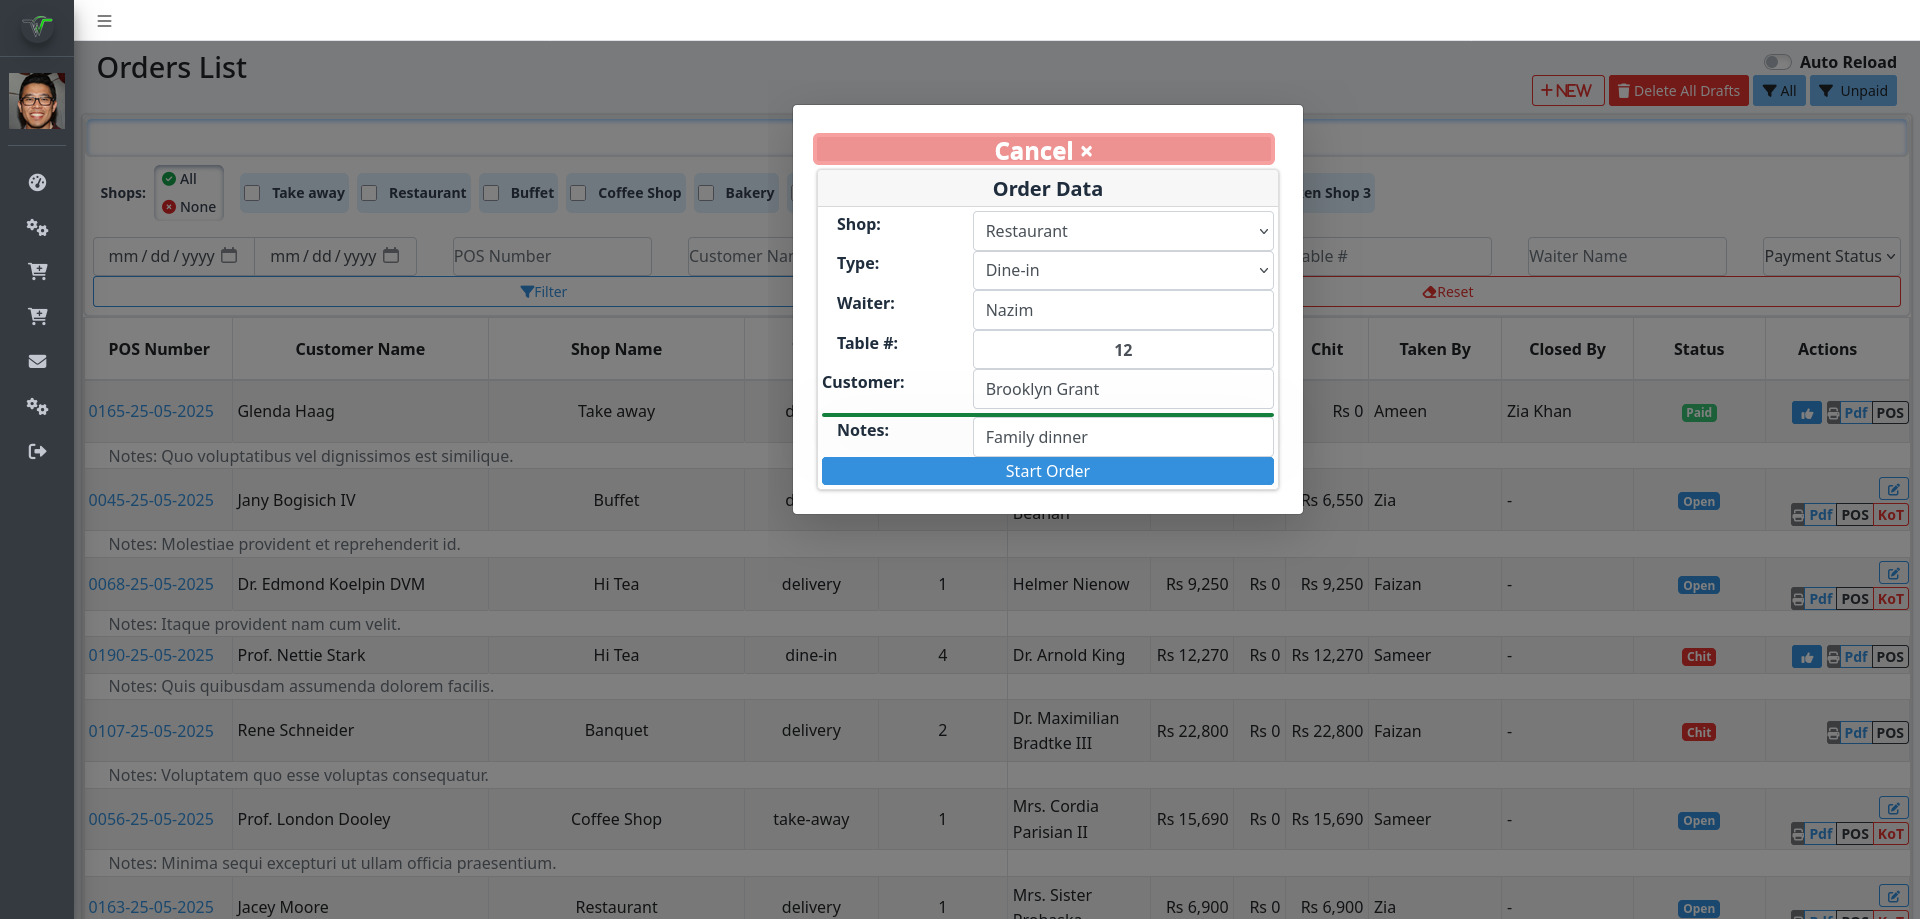 Orders List
Auto Reload
+NEW Delete All Drafts All Unpaid
Cancel ×
Order Data
Shop: Restaurant
Type: Dine-in
Waiter: Nazim
Table #: 12
Customer: Brooklyn Grant
Notes: Family dinner
Start Order
Shops: All None Take away Restaurant Buffet Coffee Shop Bakery Shop 3
mm/dd/yyyy mm/dd/yyyy POS Number Customer # Waiter Name Payment Status
Filter Reset
POS Number Customer Name Shop Name Chit Taken By Closed By Status Actions
0165-25-05-2025 Glenda Haag Take away Rs 0 Ameen Zia Khan Paid Pdf POS
Notes: Quo voluptatibus vel dignissimos est similique.
0045-25-05-2025 Jany Bogisich IV Buffet Rs 6,550 Zia - Open Pdf POS KoT
Notes: Molestiae provident et reprehenderit id.
0068-25-05-2025 Dr. Edmond Koelpin DVM Hi Tea delivery 1 Helmer Nienow Rs 9,250 Rs 0 Rs 9,250 Faizan - Open Pdf POS KoT
Notes: Itaque provident nam cum velit.
0190-25-05-2025 Prof. Nettie Stark Hi Tea dine-in 4 Dr. Arnold King Rs 12,270 Rs 0 Rs 12,270 Sameer - Chit Pdf POS
Notes: Quis quibusdam assumenda dolorem facilis.
0107-25-05-2025 Rene Schneider Banquet delivery 2 Dr. Maximilian Bradtke III Rs 22,800 Rs 0 Rs 22,800 Faizan - Chit Pdf POS
Notes: Voluptatem quo esse voluptas consequatur.
0056-25-05-2025 Prof. London Dooley Coffee Shop take-away 1 Mrs. Cordia Parisian II Rs 15,690 Rs 0 Rs 15,690 Sameer - Open Pdf POS KoT
Notes: Minima sequi excepturi ut ullam officia praesentium.
0163-25-05-2025 Jacey Moore Restaurant delivery 1 Mrs. Sister Rs 6,900 Rs 0 Rs 6,900 Zia - Open